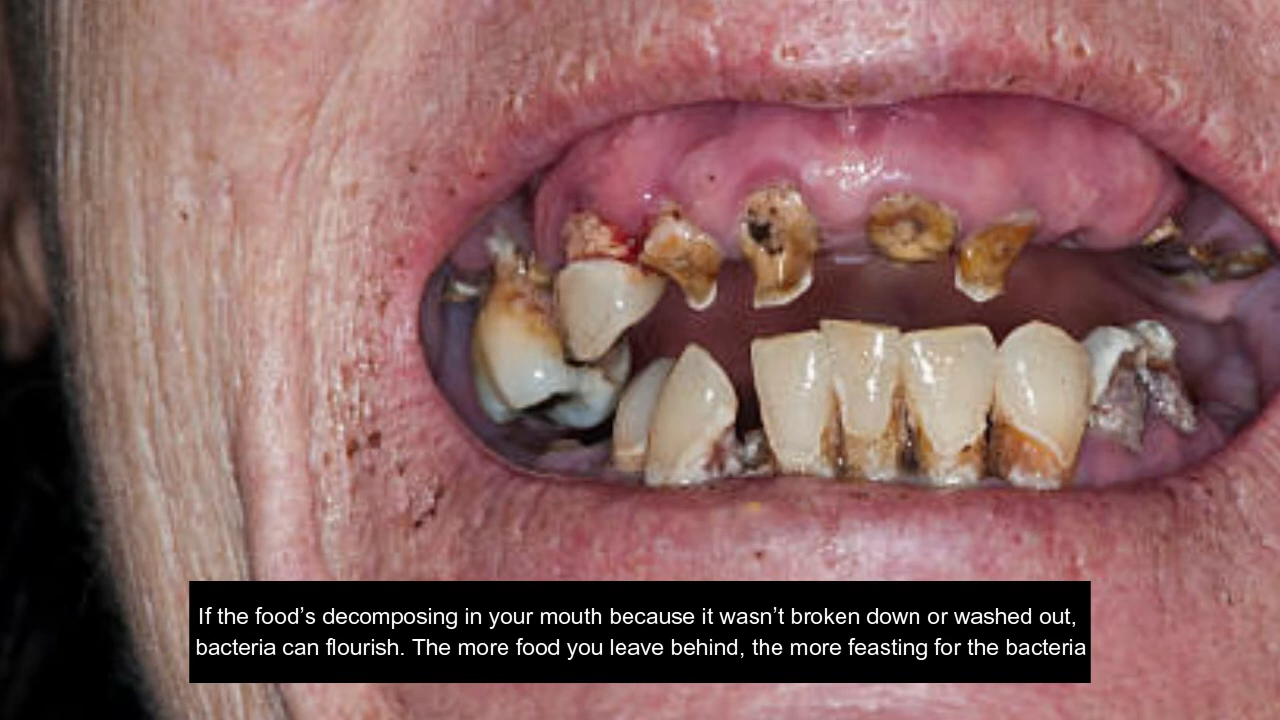 If the food’s decomposing in your mouth because it wasn’t broken down or washed out,
bacteria can flourish. The more food you leave behind, the more feasting for the bacteria